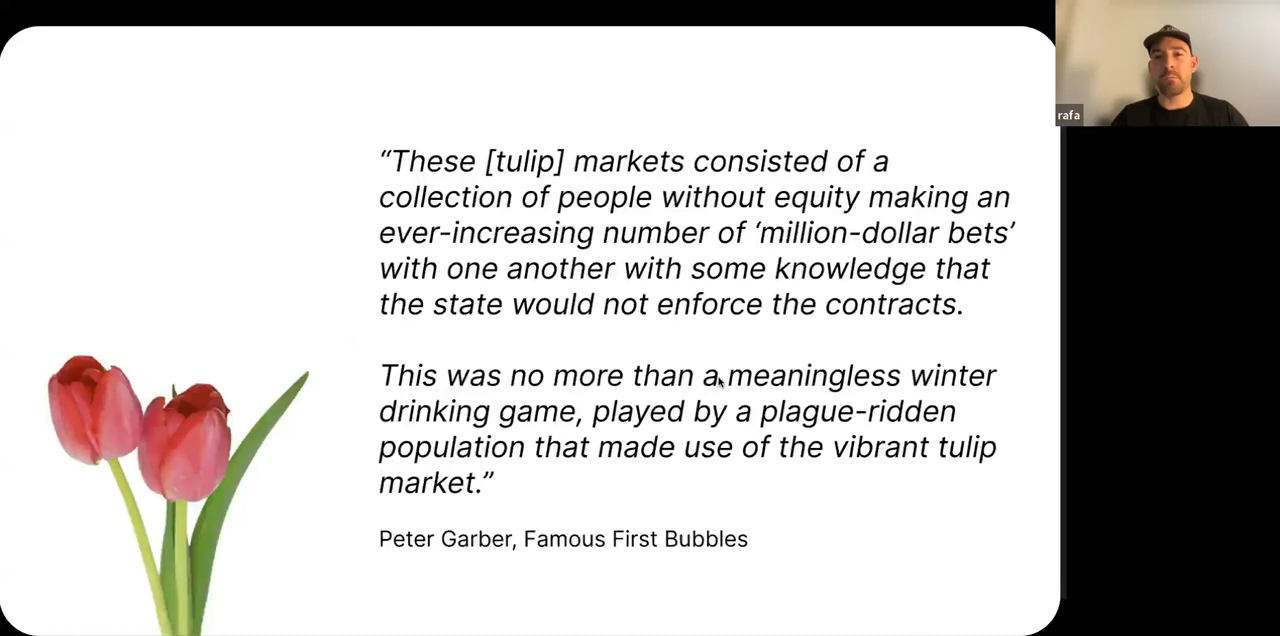 rafa
“These [tulip] markets consisted of a
collection of people without equity making an
ever-increasing number of ‘million-dollar bets’
with one another with some knowledge that
the state would not enforce the contracts.
This was no more than a meaningless winter
drinking game, played by a plague-ridden
population that made use of the vibrant tulip
market.”
Peter Garber, Famous First Bubbles